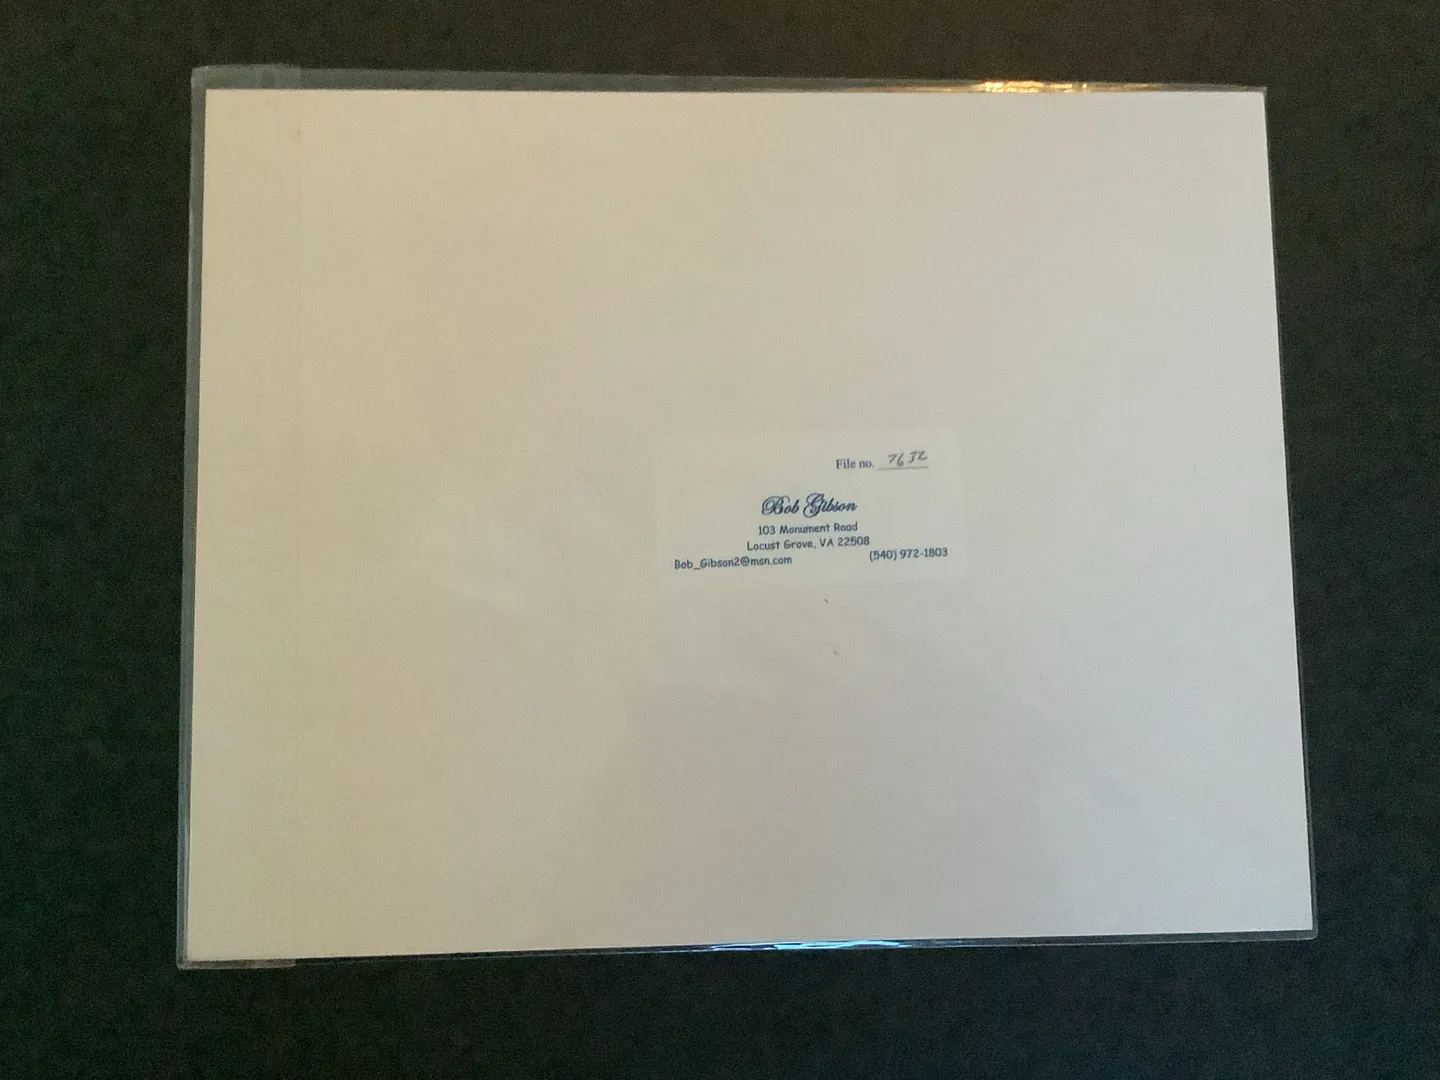 File no. 7632
Bob Gibson
103 Monument Road
Locust Grove, VA 22508
Bob_Gibson2@msn.com (540) 972-1803